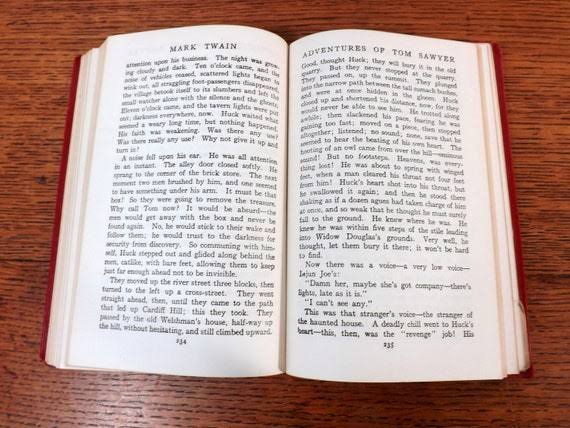 MARK TWAIN
attention upon his business. The night was grow-
ing cloudy and dark. Ten o'clock came, and the
noise of vehicles ceased, scattered lights began to
wink out, all struggling foot-passengers disappeared,
the village betook itself to its slumbers and left the
small watcher alone with the silence and the ghosts.
Eleven o'clock came, and the tavern lights were put
out; darkness everywhere, now. Huck waited what
seemed a weary long time, but nothing happened.
His faith was weakening. Was there any use?
Was there really any use? Why not give it up and
turn in?
A noise fell upon his ear. He was all attention
in an instant. The alley door closed softly. He
sprang to the corner of the brick store. The next
moment two men brushed by him, and one seemed
to have something under his arm. It must be that
box! So they were going to remove the treasure.
Why call Tom now? It would be absurd—the
men would get away with the box and never be
found again. No, he would stick to their wake and
follow them; he would trust to the darkness for
security from discovery. So communing with him-
self, Huck stepped out and glided along behind the
men, catlike, with bare feet, allowing them to keep
just far enough ahead not to be invisible.
They moved up the river street three blocks, then
turned to the left up a cross-street. They went
straight ahead, then, until they came to the path
that led up Cardiff Hill; this they took. They
passed by the old Welshman's house, half-way up
the hill, without hesitating, and still climbed upward.
234
ADVENTURES OF TOM SAWYER
Good, thought Huck; they will bury it in the old
quarry. But they never stopped at the quarry.
They passed on, up the summit. They plunged
into the narrow path between the tall sumach bushes,
and were at once hidden in the gloom. Huck
closed up and shortened his distance, now, for they
would never be able to see him. He trotted along
awhile; then slackened his pace, fearing he was
gaining too fast; moved on a piece, then stopped
altogether; listened; no sound; none, save that he
seemed to hear the beating of his own heart. The
hooting of an owl came from over the hill—ominous
sound! But no footsteps. Heavens, was every-
thing lost! He was about to spring with winged
feet, when a man cleared his throat not four feet
from him! Huck's heart shot into his throat, but
he swallowed it again; and then he stood there
shaking as if a dozen agues had taken charge of him
at once, and so weak that he thought he must surely
fall to the ground. He knew where he was. He
knew he was within five steps of the stile leading
into Widow Douglas's grounds. Very well, he
thought, let them bury it there; it won't be hard
to find.
Now there was a voice—a very low voice—
Injun Joe's:
"Damn her, maybe she's got company—there's
lights, late as it is."
"I can't see any."
This was that stranger's voice—the stranger of
the haunted house. A deadly chill went to Huck's
heart—this, then, was the "revenge" job! His
235